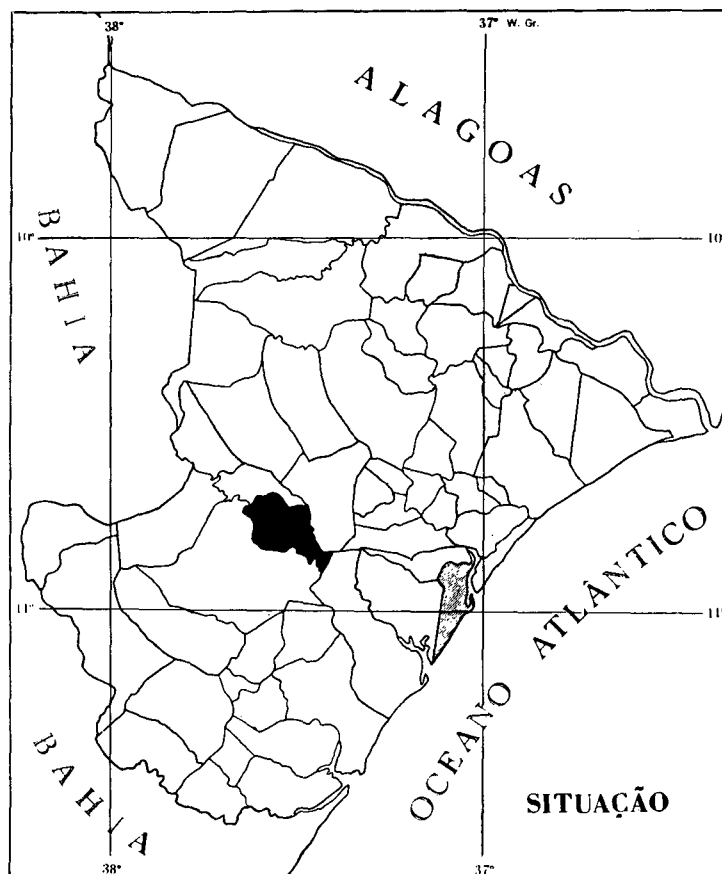 38°
37° W. Gr.
ALAGOAS
BAHIA
10°
10°
OCEANO ATLÂNTICO
11°
11°
BAHIA
SITUAÇÃO
38°
37°